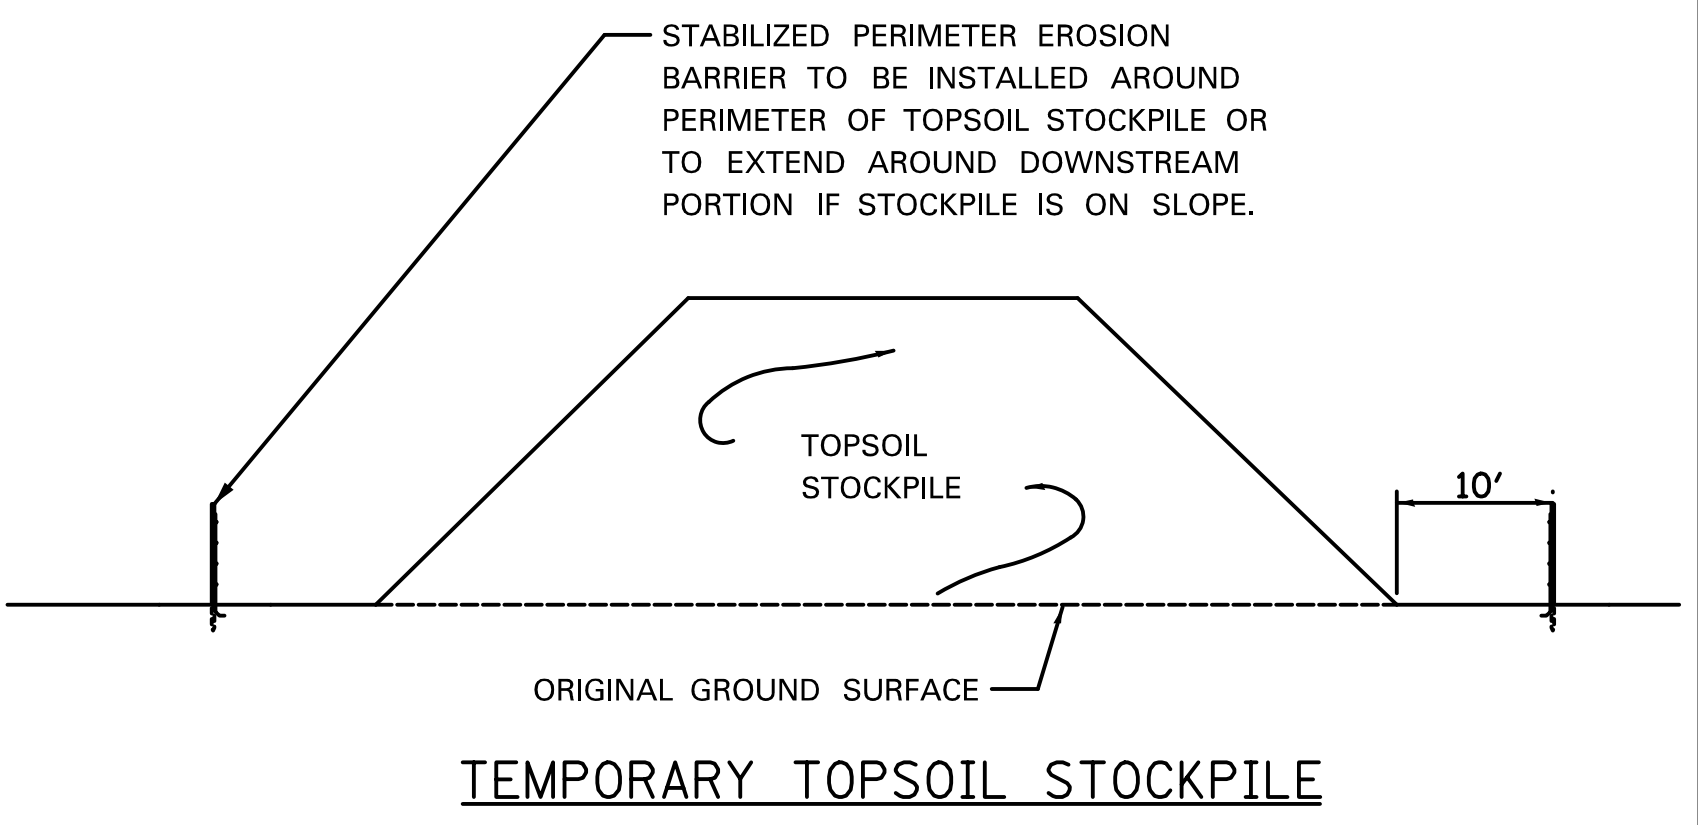 STABILIZED PERIMETER EROSION
BARRIER TO BE INSTALLED AROUND
PERIMETER OF TOPSOIL STOCKPILE OR
TO EXTEND AROUND DOWNSTREAM
PORTION IF STOCKPILE IS ON SLOPE.
TOPSOIL
STOCKPILE
10'
ORIGINAL GROUND SURFACE
TEMPORARY TOPSOIL STOCKPILE